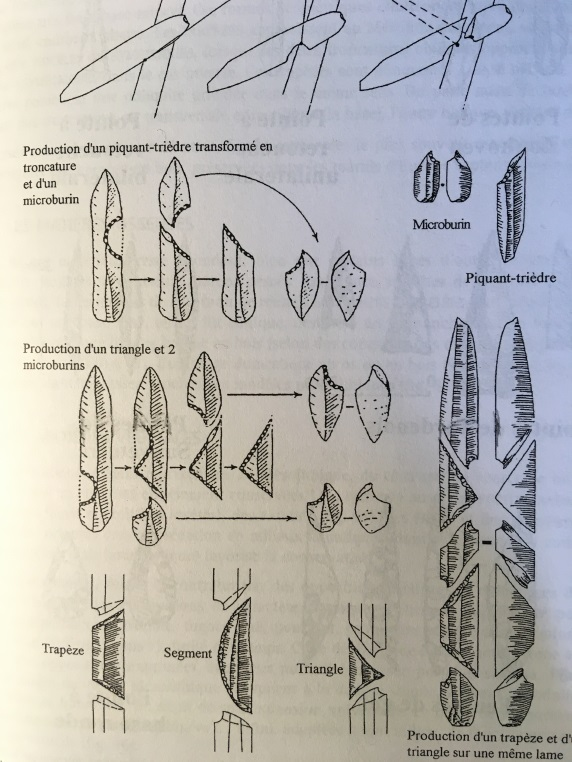 Production d'un piquant-trièdre transformé en
troncature
et d'un
microburin
Microburin
Piquant-trièdre
Production d'un triangle et 2
microburins
Trapèze
Segment
Triangle
Production d'un trapèze et d'
triangle sur une même lame